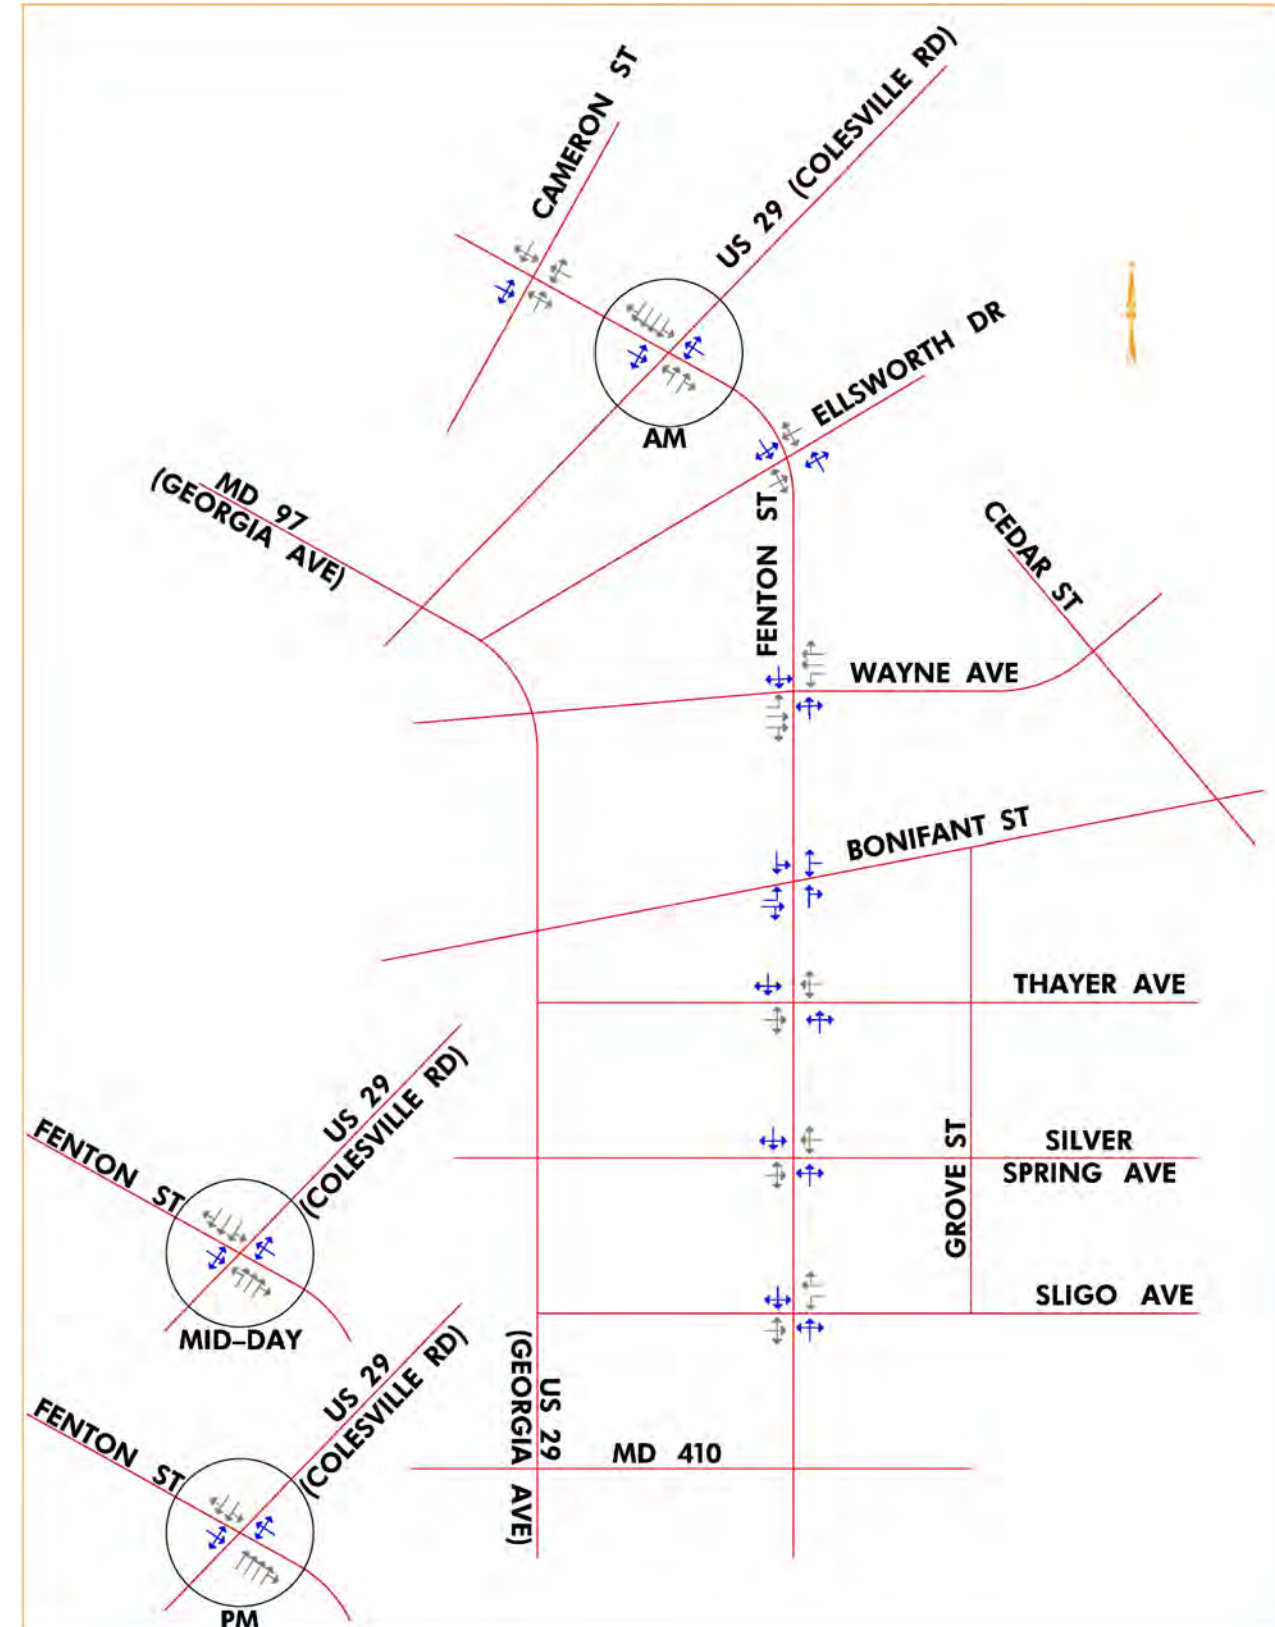 CAMERON ST
US 29 (COLESVILLE RD)
AM
ELLSWORTH DR
MD 97
(GEORGIA AVE)
FENTON ST
CEDAR ST
WAYNE AVE
BONIFANT ST
THAYER AVE
US 29
(COLESVILLE RD)
FENTON ST
MID-DAY
GROVE ST
SILVER
SPRING AVE
SLIGO AVE
US 29
(COLESVILLE RD)
FENTON ST
PM
US 29
(GEORGIA AVE)
MD 410